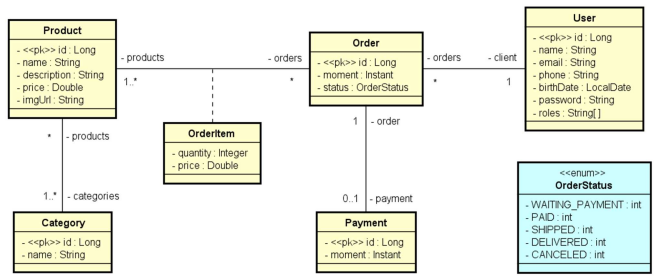 Product
- <<pk>> id : Long
- name : String
- description : String
- price : Double
- imgUrl : String
- products
1..*
- orders
*
Order
- <<pk>> id : Long
- moment : Instant
- status : OrderStatus
- orders
*
- client
1
User
- <<pk>> id : Long
- name : String
- email : String
- phone : String
- birthDate : LocalDate
- password : String
- roles : String[ ]
OrderItem
- quantity : Integer
- price : Double
* - products
1..* - categories
1 - order
0..1 - payment
Category
- <<pk>> id : Long
- name : String
Payment
- <<pk>> id : Long
- moment : Instant
<<enum>>
OrderStatus
- WAITING_PAYMENT : int
- PAID : int
- SHIPPED : int
- DELIVERED : int
- CANCELED : int